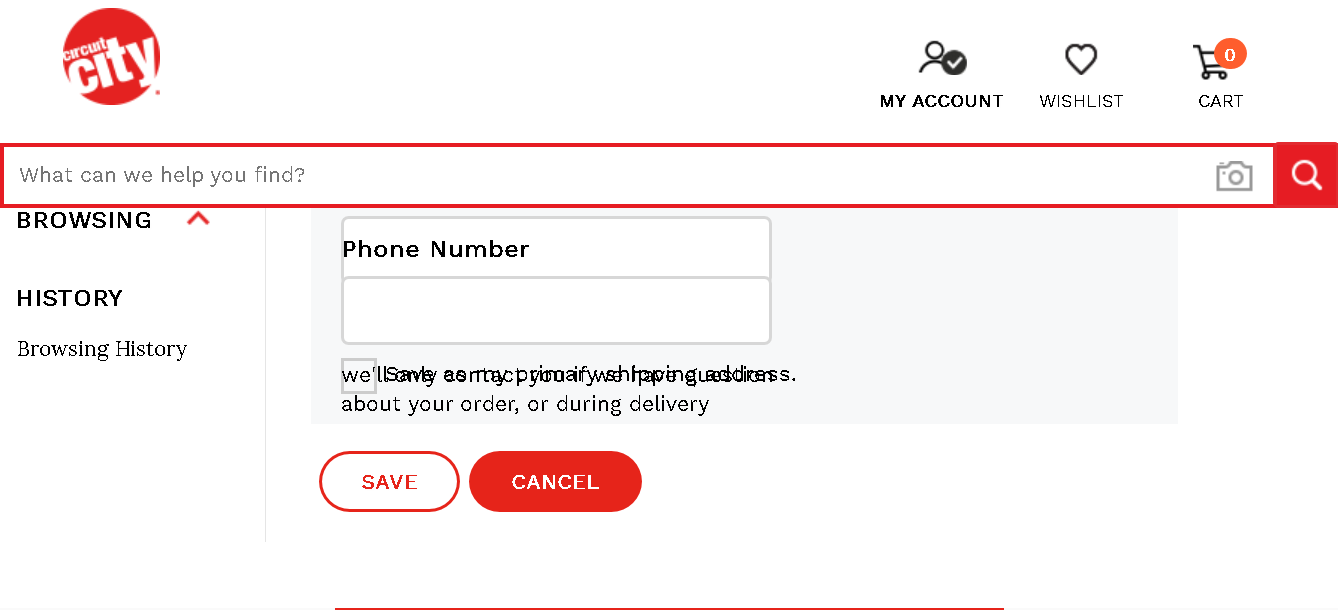 circuit
city
MY ACCOUNT
WISHLIST
0
CART
What can we help you find?
BROWSING
HISTORY
Browsing History
Phone Number
Save as my primary shipping address.
we'll only contact you if we have question
about your order, or during delivery
SAVE
CANCEL